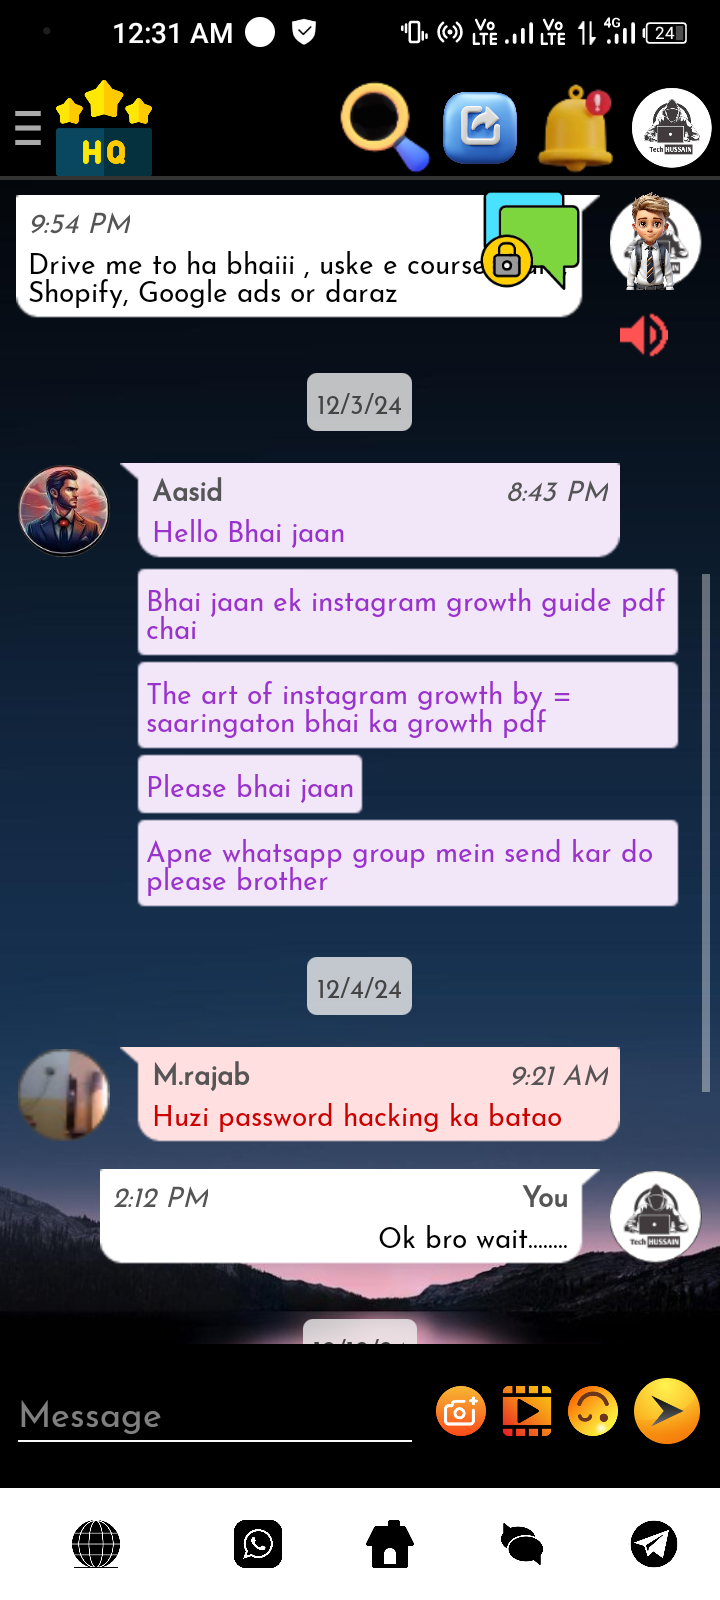 12:31 AM
Vo LTE Vo LTE 4G 24
HQ
Tech HUSSAIN
9:54 PM
Drive me to ha bhaiii , uske e course
Shopify, Google ads or daraz
12/3/24
Aasid 8:43 PM
Hello Bhai jaan
Bhai jaan ek instagram growth guide pdf
chai
The art of instagram growth by =
saaringaton bhai ka growth pdf
Please bhai jaan
Apne whatsapp group mein send kar do
please brother
12/4/24
M.rajab 9:21 AM
Huzi password hacking ka batao
2:12 PM You
Ok bro wait........
Tech HUSSAIN
Message